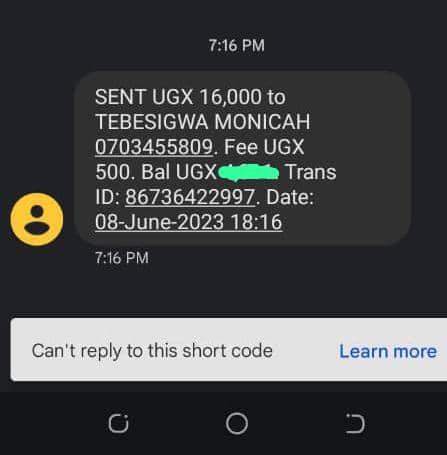 7:16 PM
SENT UGX 16,000 to
TEBESIGWA MONICAH
0703455809. Fee UGX
500. Bal UGX Trans
ID: 86736422997. Date:
08-June-2023 18:16
7:16 PM
Can't reply to this short code Learn more